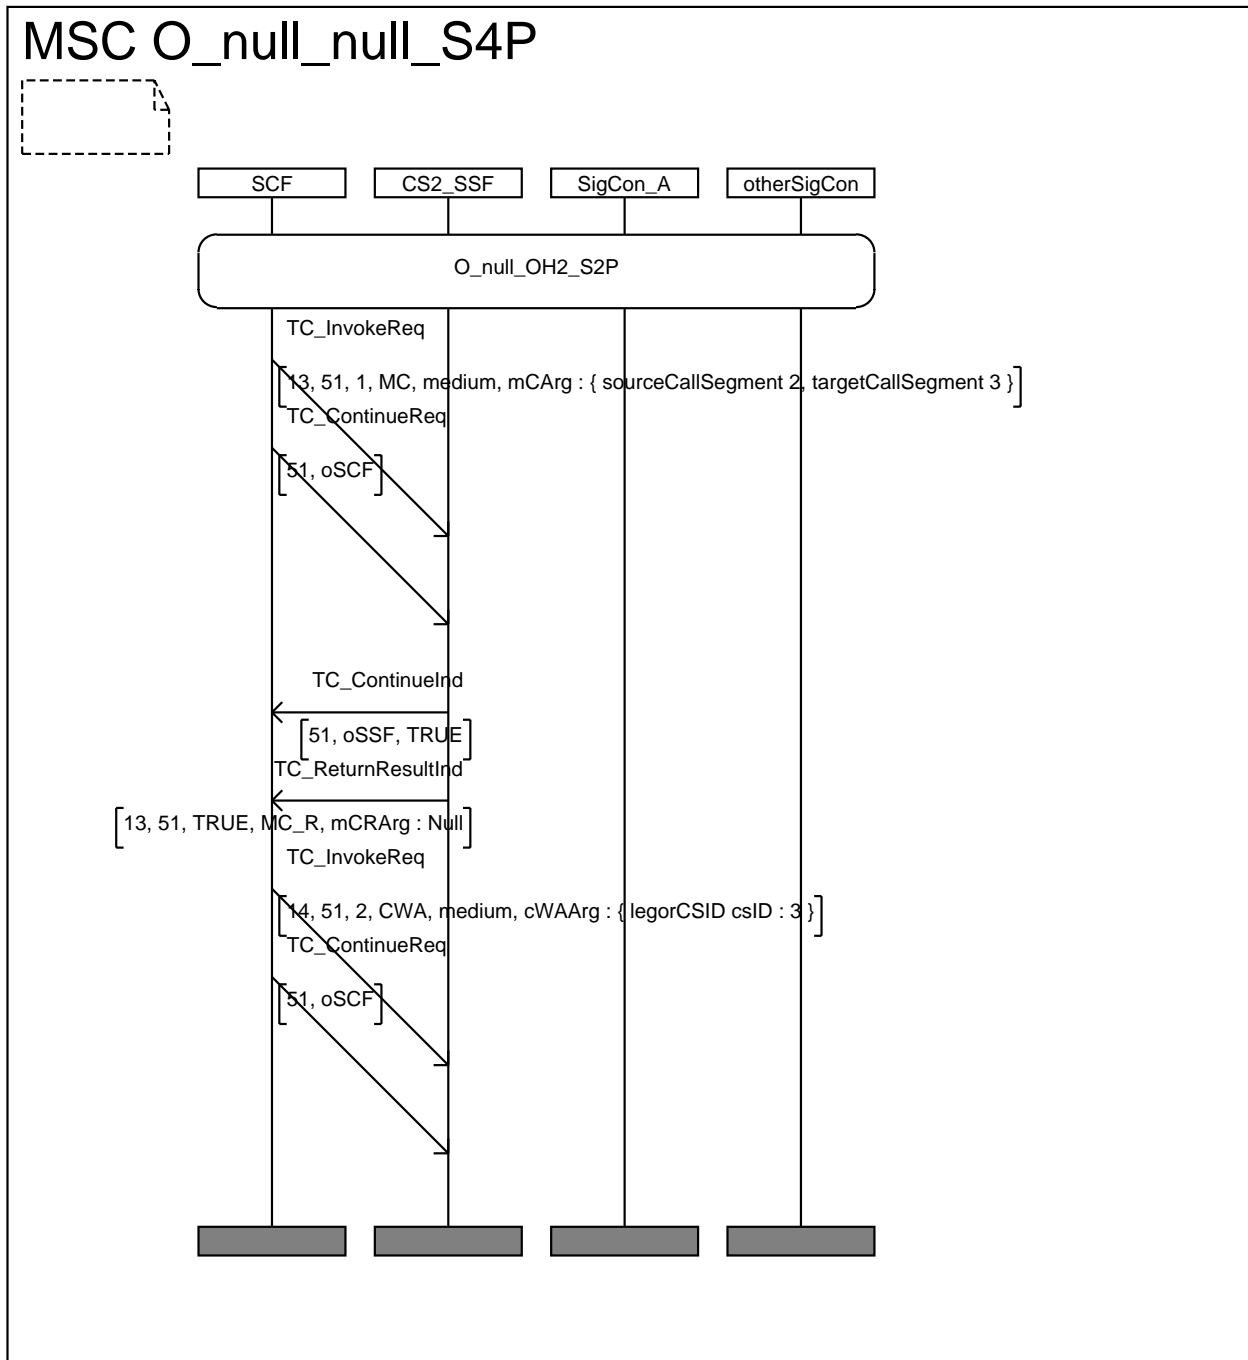 MSC O_null_null_S4P
SCF CS2_SSF SigCon_A otherSigCon
O_null_OH2_S2P
TC_InvokeReq
13, 51, 1, MC, medium, mCArg : { sourceCallSegment 2, targetCallSegment 3 }
TC_ContinueReq
51, oSCF
TC_ContinueInd
51, oSSF, TRUE
TC_ReturnResultInd
13, 51, TRUE, MC_R, mCRArg : Null
TC_InvokeReq
14, 51, 2, CWA, medium, cWAArg : { legorCSID csID : 3 }
TC_ContinueReq
51, oSCF